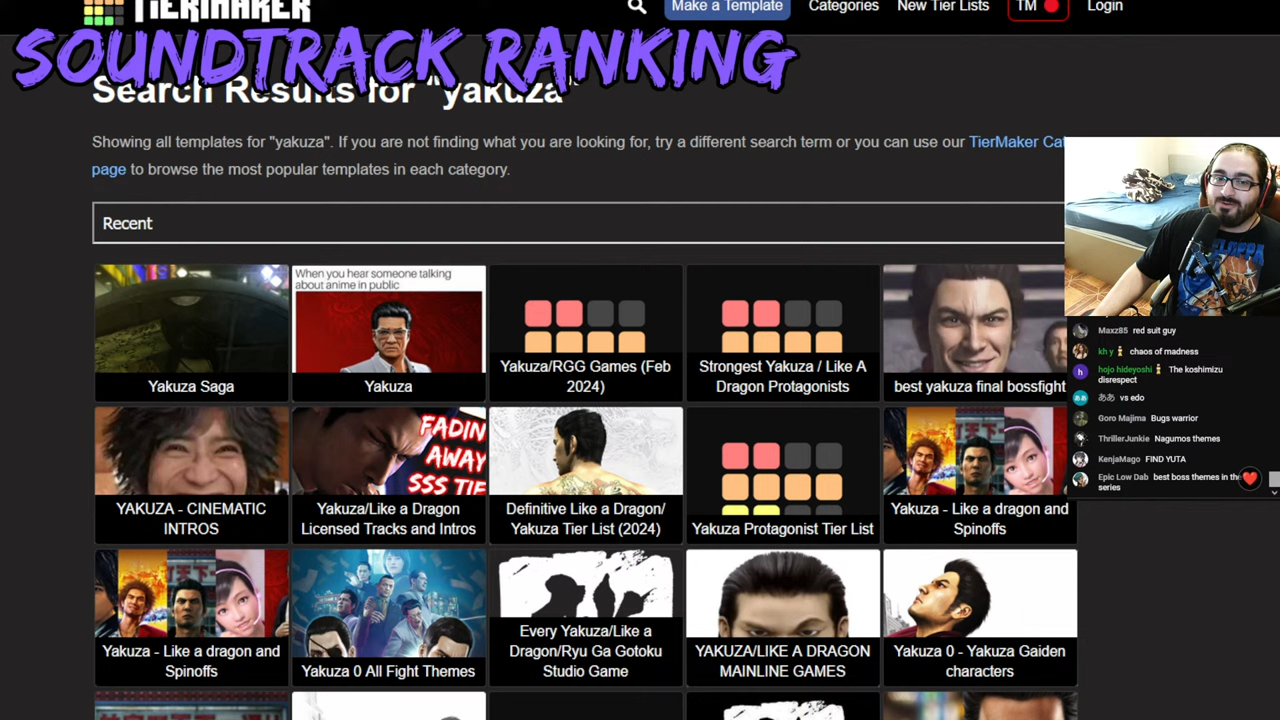 TIERMAKER
Make a Template
Categories
New Tier Lists
TM
Login
SOUNDTRACK RANKING
Search Results for "yakuza"
Showing all templates for "yakuza". If you are not finding what you are looking for, try a different search term or you can use our TierMaker Cat
page to browse the most popular templates in each category.
Recent
When you hear someone talking
about anime in public
Yakuza Saga
Yakuza
Yakuza/RGG Games (Feb
2024)
Strongest Yakuza / Like A
Dragon Protagonists
best yakuza final bossfight
FADIN
AWAY
SSS TIE
YAKUZA - CINEMATIC
INTROS
Yakuza/Like a Dragon
Licensed Tracks and Intros
Definitive Like a Dragon/
Yakuza Tier List (2024)
Yakuza Protagonist Tier List
Yakuza - Like a dragon and
Spinoffs
Yakuza - Like a dragon and
Spinoffs
Yakuza 0 All Fight Themes
Every Yakuza/Like a
Dragon/Ryu Ga Gotoku
Studio Game
YAKUZA/LIKE A DRAGON
MAINLINE GAMES
Yakuza 0 - Yakuza Gaiden
characters
Maxz85 red suit guy
kh y chaos of madness
hojo hideyoshi The koshimizu
disrespect
ああ vs edo
Goro Majima Bugs warrior
ThrillerJunkie Nagumos themes
KenjaMago FIND YUTA
Epic Low Dab best boss themes in the
series